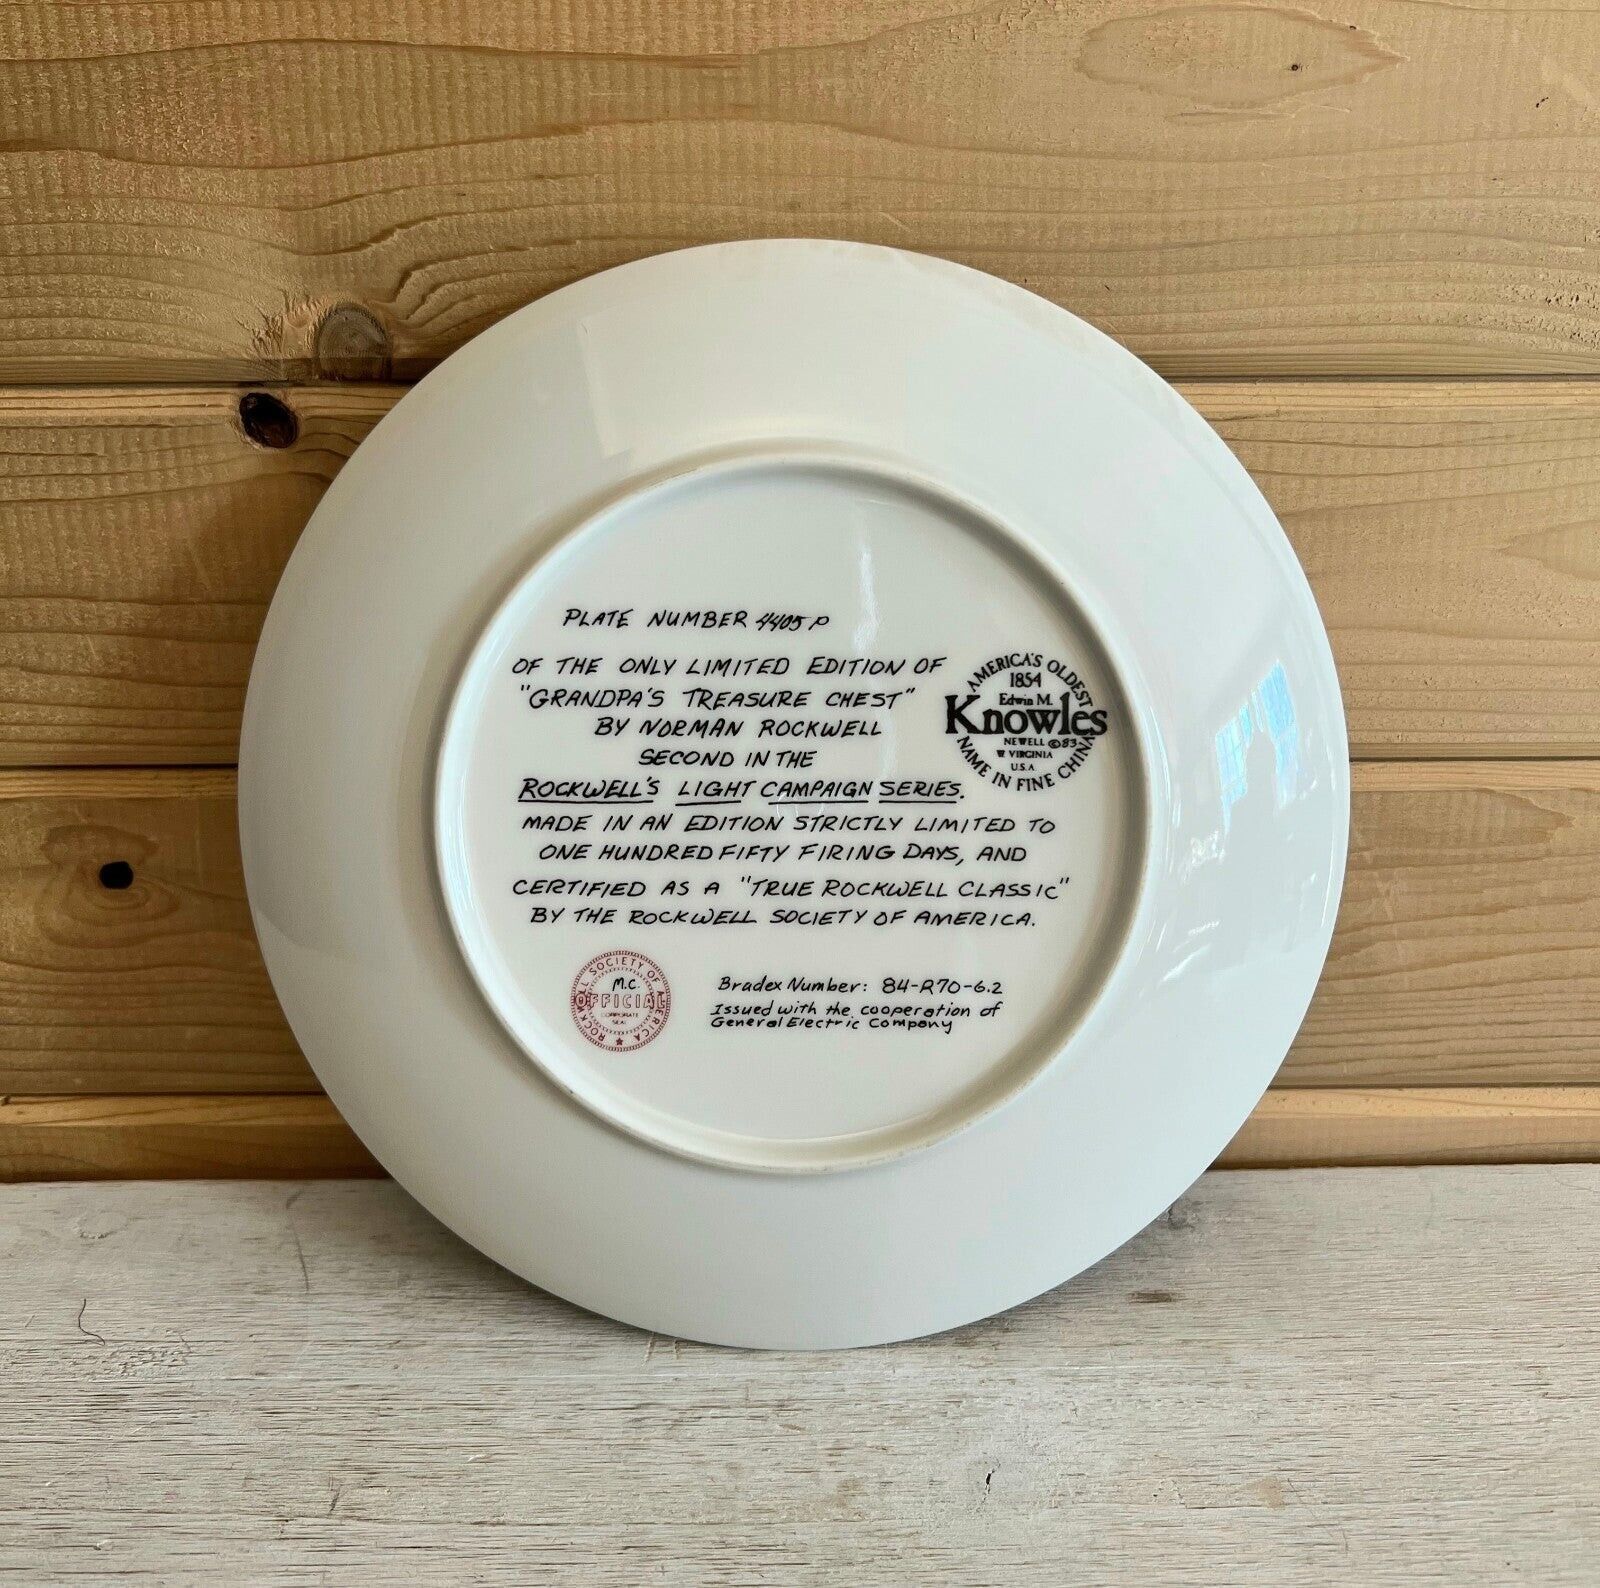 PLATE NUMBER 4405P
OF THE ONLY LIMITED EDITION OF
"GRANDPA'S TREASURE CHEST"
BY NORMAN ROCKWELL
SECOND IN THE
ROCKWELL'S LIGHT CAMPAIGN SERIES.
MADE IN AN EDITION STRICTLY LIMITED TO
ONE HUNDRED FIFTY FIRING DAYS, AND
CERTIFIED AS A "TRUE ROCKWELL CLASSIC"
BY THE ROCKWELL SOCIETY OF AMERICA.
AMERICA'S OLDEST
1854
Edwin M.
Knowles
NEWELL ©83
W VIRGINIA
U.S.A
NAME IN FINE CHINA
ROCKWELL SOCIETY OF AMERICA
M.C.
OFFICIAL
CORPORATE
SEAL
Bradex Number: 84-R70-6.2
Issued with the cooperation of
General Electric Company